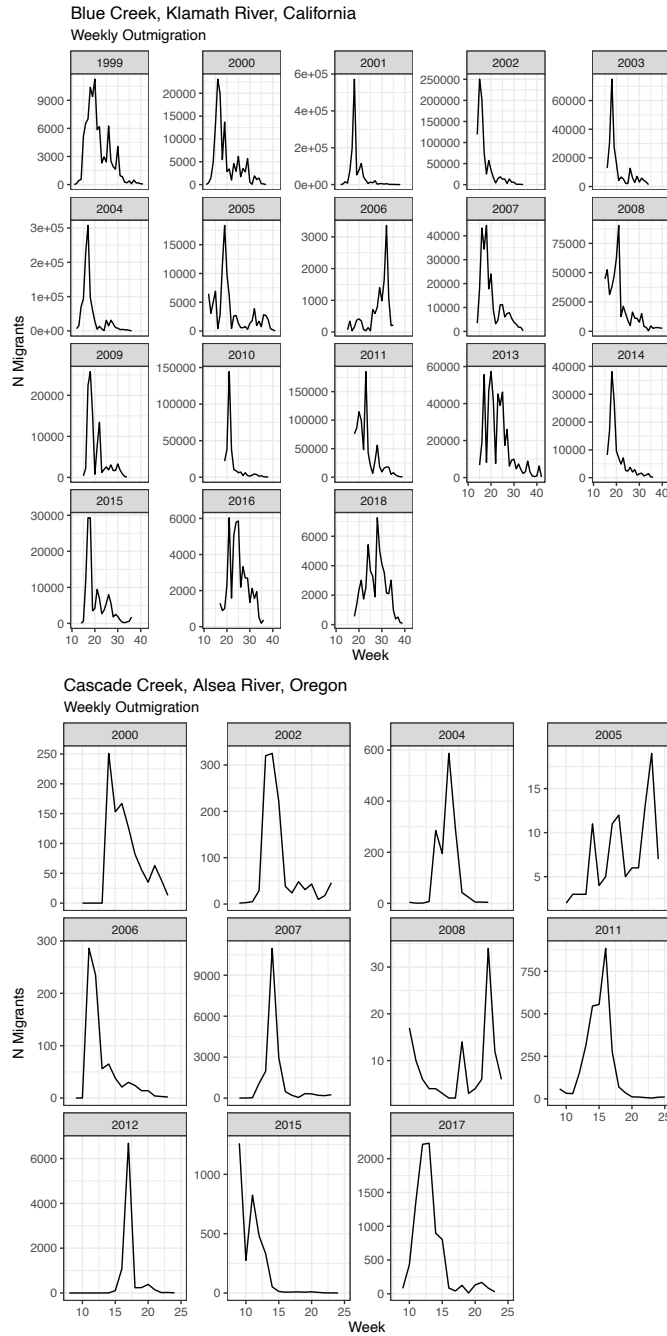 Blue Creek, Klamath River, California
Weekly Outmigration
1999 2000 2001 2002 2003
9000 6000 3000 0
20000 15000 10000 5000 0
6e+05 4e+05 2e+05 0e+00
250000 200000 150000 100000 50000 0
60000 40000 20000 0
2004 2005 2006 2007 2008
3e+05 2e+05 1e+05 0e+00
15000 10000 5000 0
3000 2000 1000 0
40000 30000 20000 10000 0
75000 50000 25000 0
N Migrants
2009 2010 2011 2013 2014
20000 10000 0
150000 100000 50000 0
150000 100000 50000 0
60000 40000 20000 0
40000 30000 20000 10000 0
10 20 30 40 10 20 30 40
2015 2016 2018
30000 20000 10000 0
6000 4000 2000 0
6000 4000 2000 0
10 20 30 40 10 20 30 40 10 20 30 40
Week
Cascade Creek, Alsea River, Oregon
Weekly Outmigration
2000 2002 2004 2005
250 200 150 100 50 0
300 200 100 0
600 400 200 0
15 10 5
2006 2007 2008 2011
300 200 100 0
9000 6000 3000 0
30 20 10
750 500 250 0
N Migrants
10 15 20 25
2012 2015 2017
6000 4000 2000 0
1000 500 0
2000 1500 1000 500 0
10 15 20 25 10 15 20 25 10 15 20 25
Week